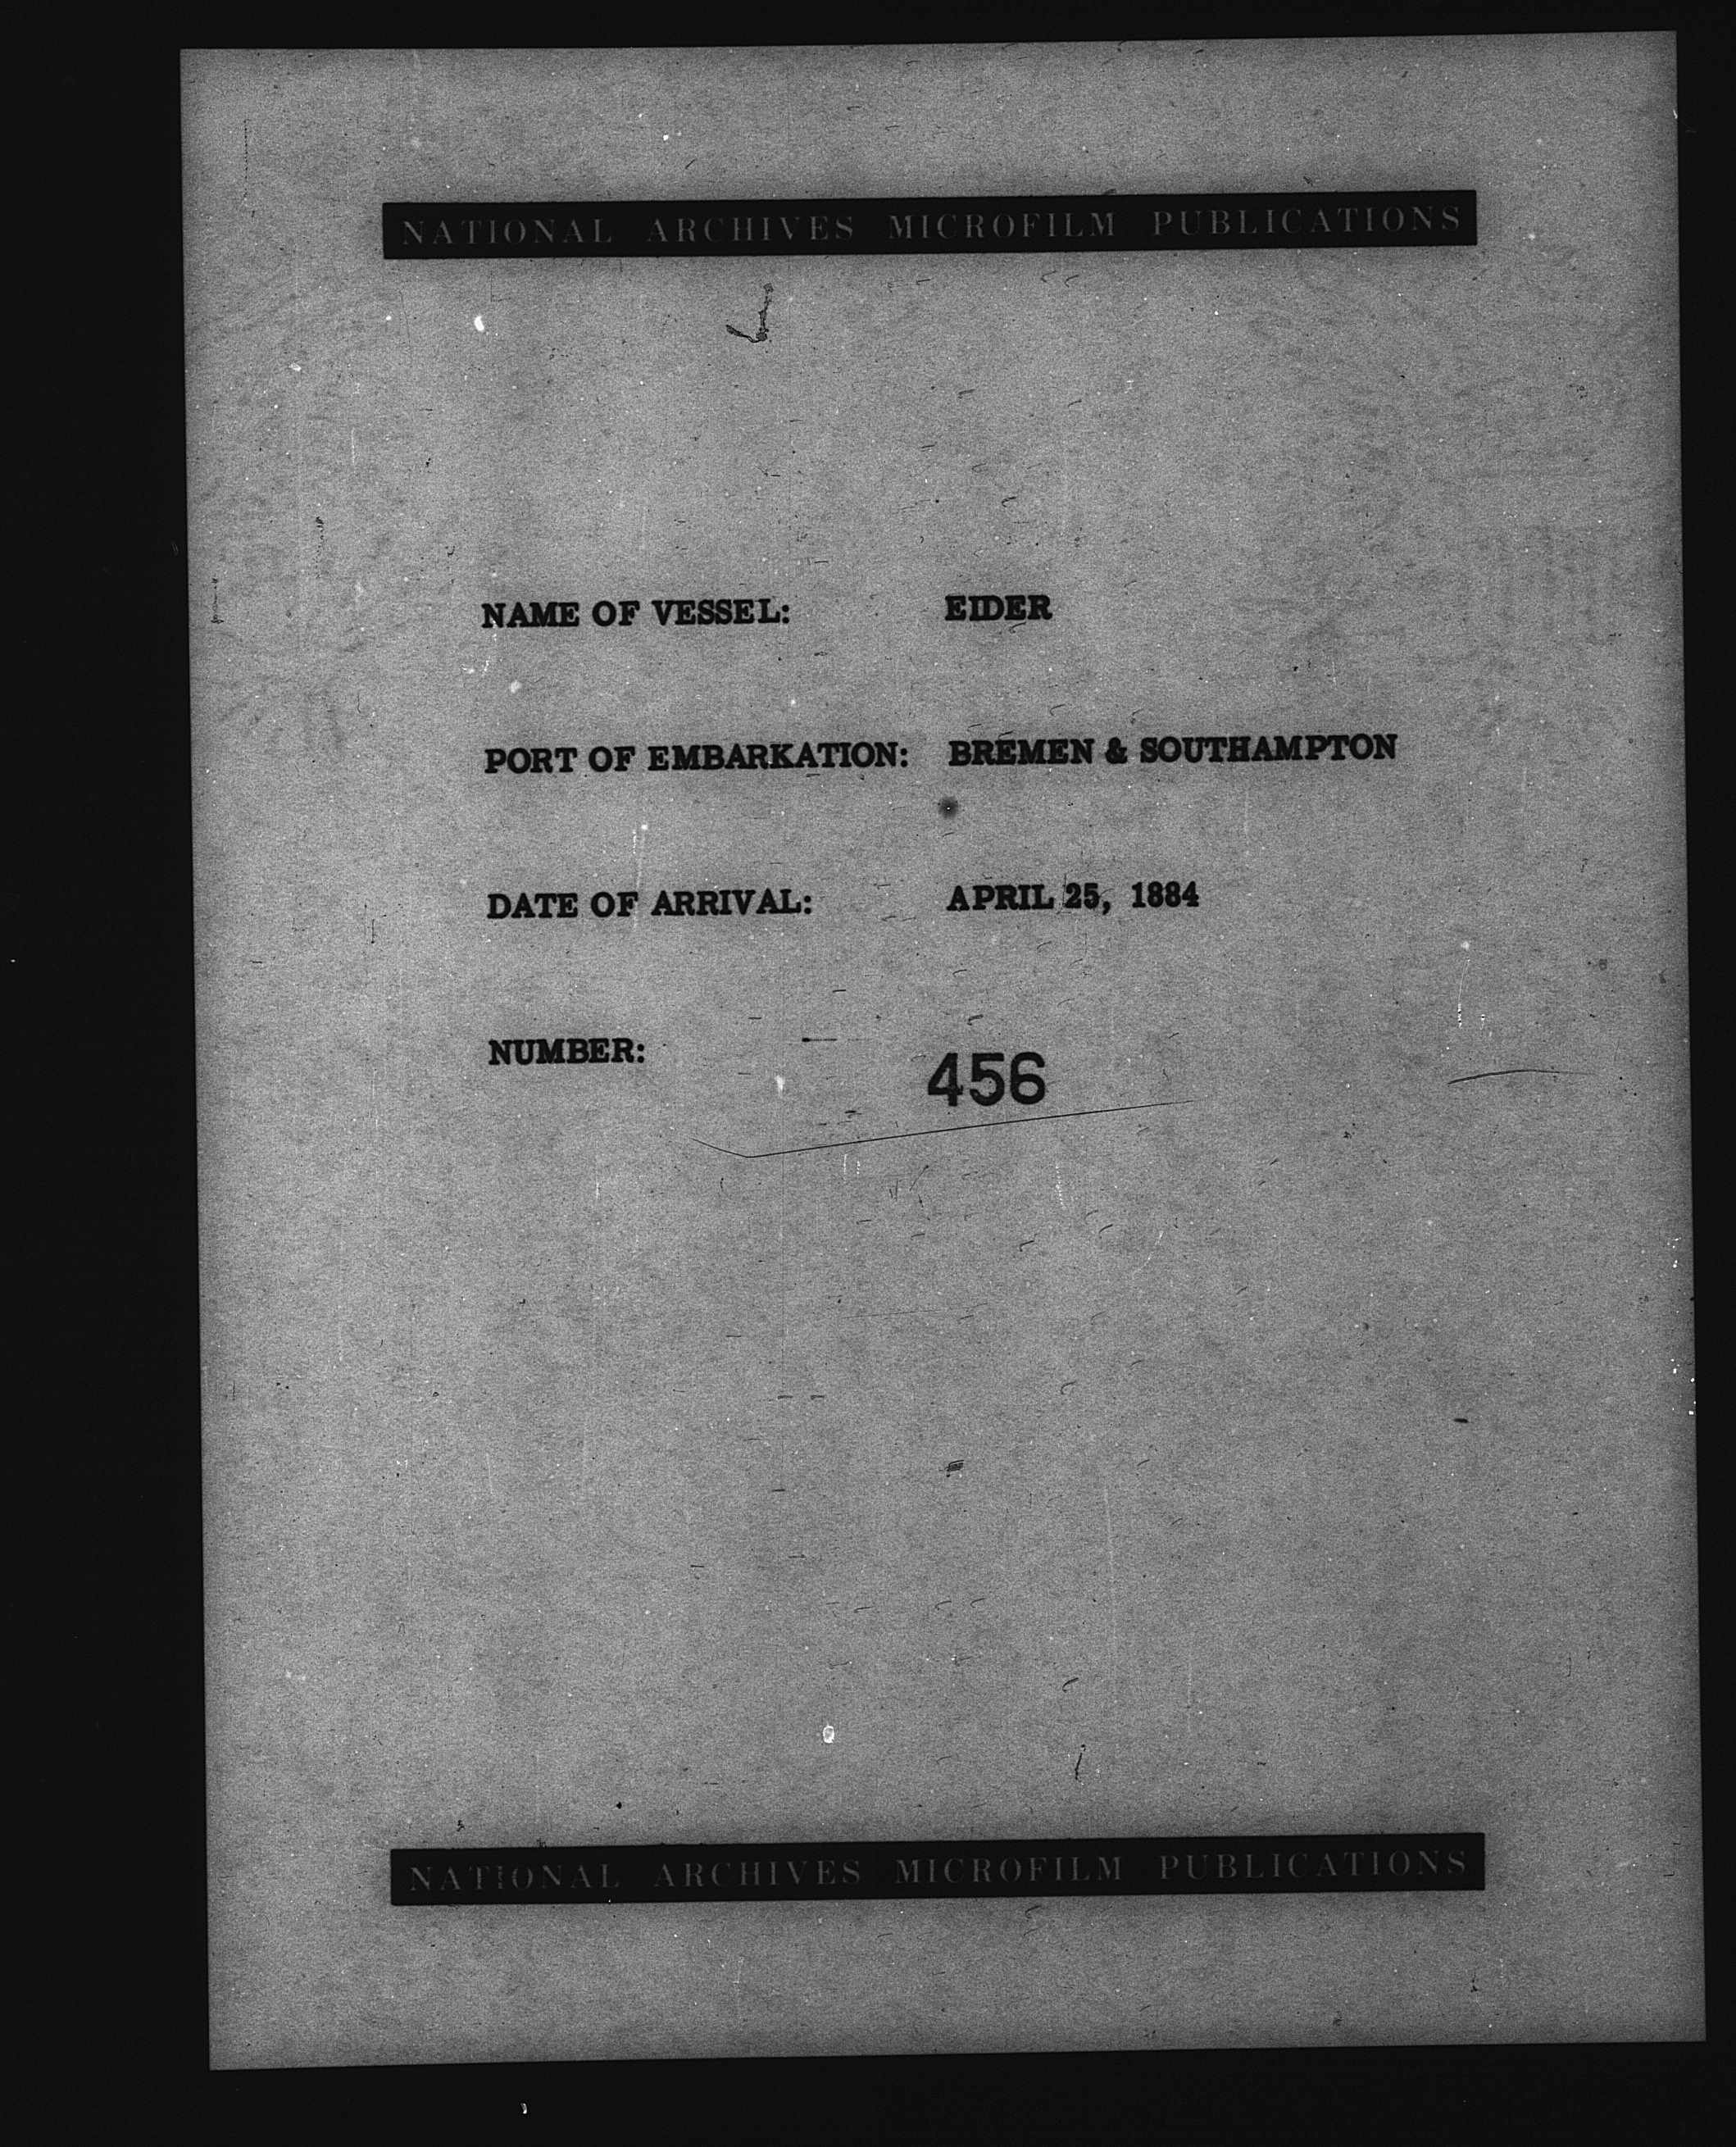 NATIONAL ARCHIVES MICROFILM PUBLICATIONS
NAME OF VESSEL: EIDER
PORT OF EMBARKATION: BREMEN & SOUTHAMPTON
DATE OF ARRIVAL: APRIL 25, 1884
NUMBER: 456
NATIONAL ARCHIVES MICROFILM PUBLICATIONS